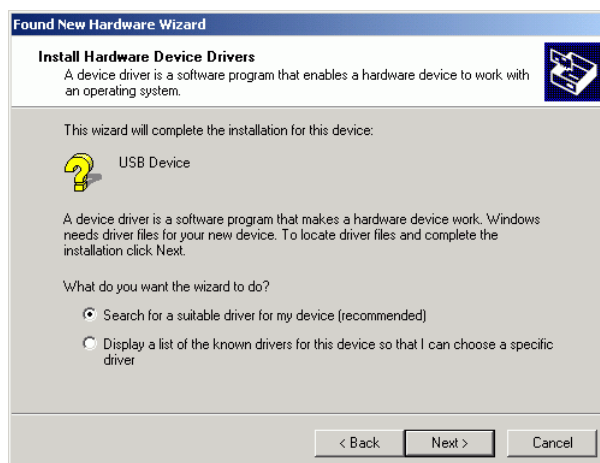 Found New Hardware Wizard
Install Hardware Device Drivers
A device driver is a software program that enables a hardware device to work with
an operating system.
This wizard will complete the installation for this device:
USB Device
A device driver is a software program that makes a hardware device work. Windows
needs driver files for your new device. To locate driver files and complete the
installation click Next.
What do you want the wizard to do?
Search for a suitable driver for my device (recommended)
Display a list of the known drivers for this device so that I can choose a specific
driver
< Back Next > Cancel